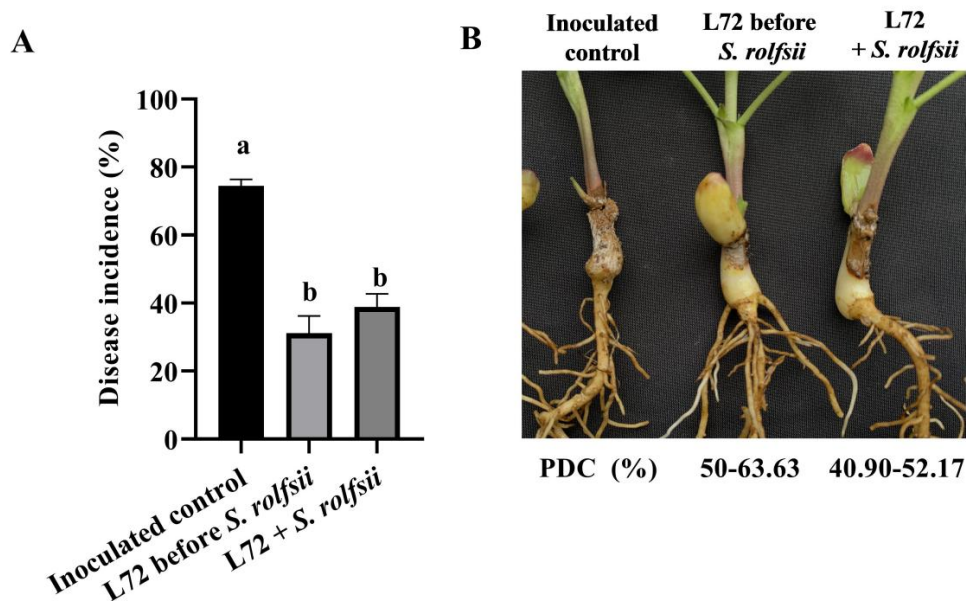 A
Disease incidence (%)
100
80
60
40
20
0
a
b
b
Inoculated control
L72 before S. rolfsii
L72 + S. rolfsii
B
Inoculated
control
L72 before
S. rolfsii
L72
+ S. rolfsii
PDC (%)
50-63.63
40.90-52.17